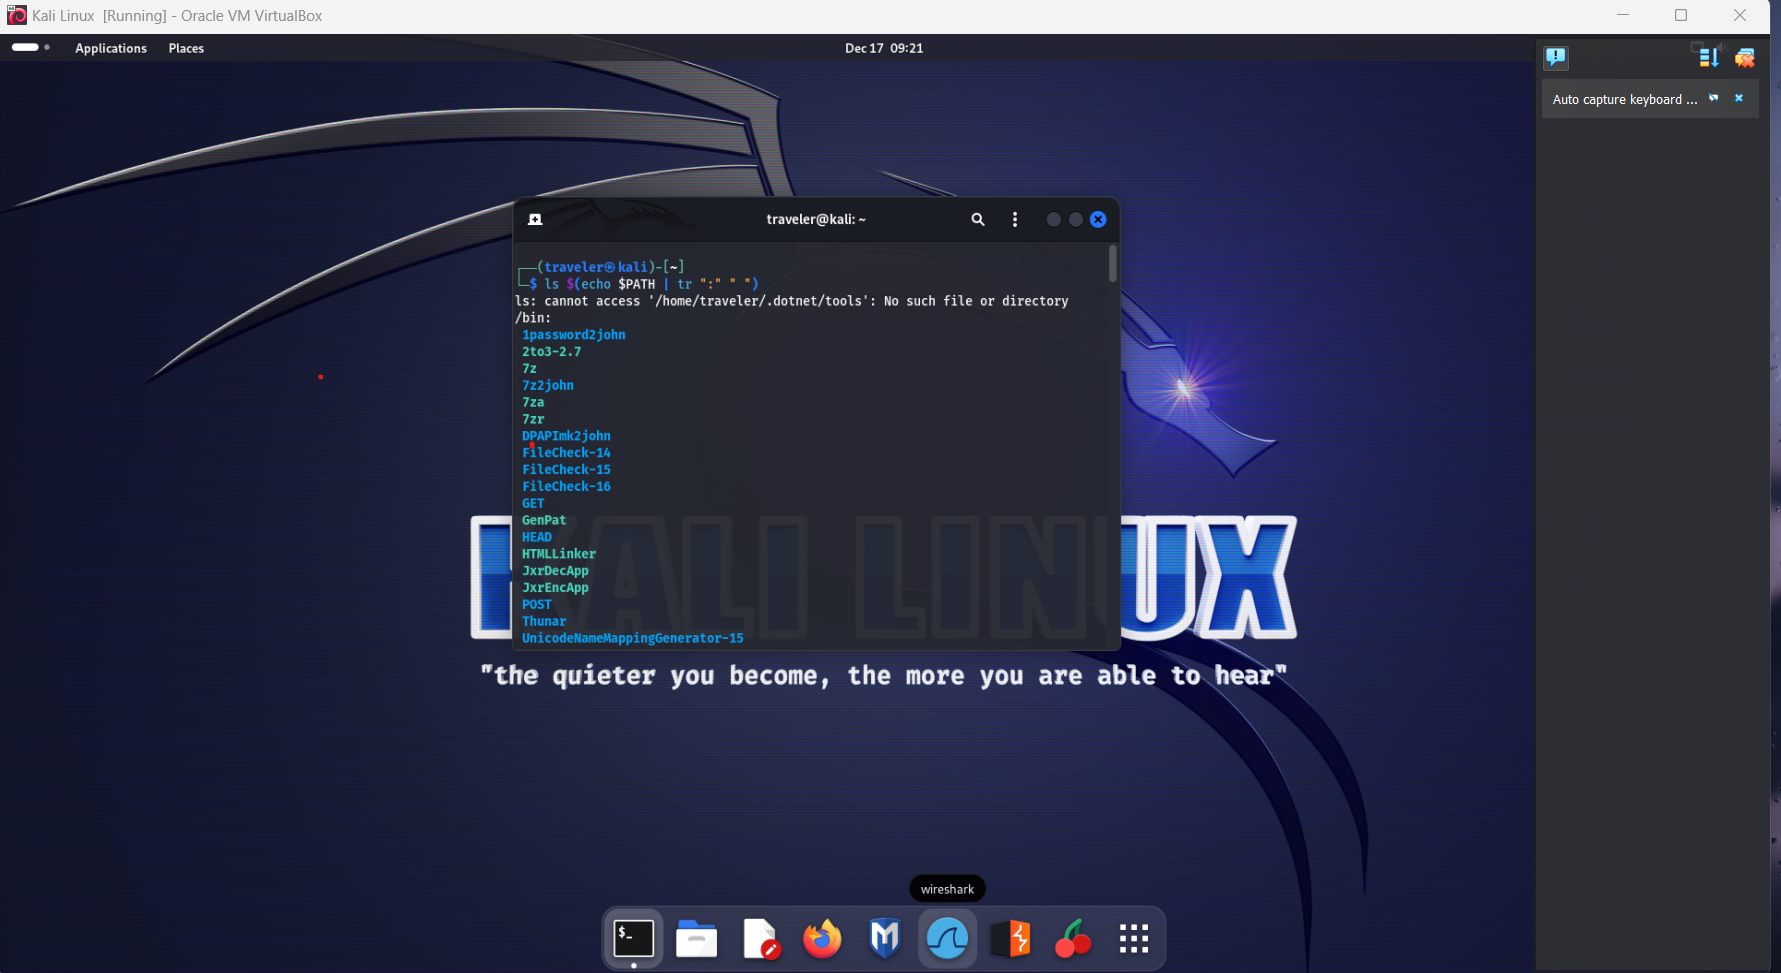 Kali Linux [Running] - Oracle VM VirtualBox
Applications Places Dec 17 09:21
Auto capture keyboard ...
traveler@kali: ~
┌──(traveler㉿kali)-[~]
└─$ ls $(echo $PATH | tr ":" " ")
ls: cannot access '/home/traveler/.dotnet/tools': No such file or directory
/bin:
1password2john
2to3-2.7
7z
7z2john
7za
7zr
DPAPImk2john
FileCheck-14
FileCheck-15
FileCheck-16
GET
GenPat
HEAD
HTMLLinker
JxrDecApp
JxrEncApp
POST
Thunar
UnicodeNameMappingGenerator-15
KALI LINUX
"the quieter you become, the more you are able to hear"
wireshark
$_